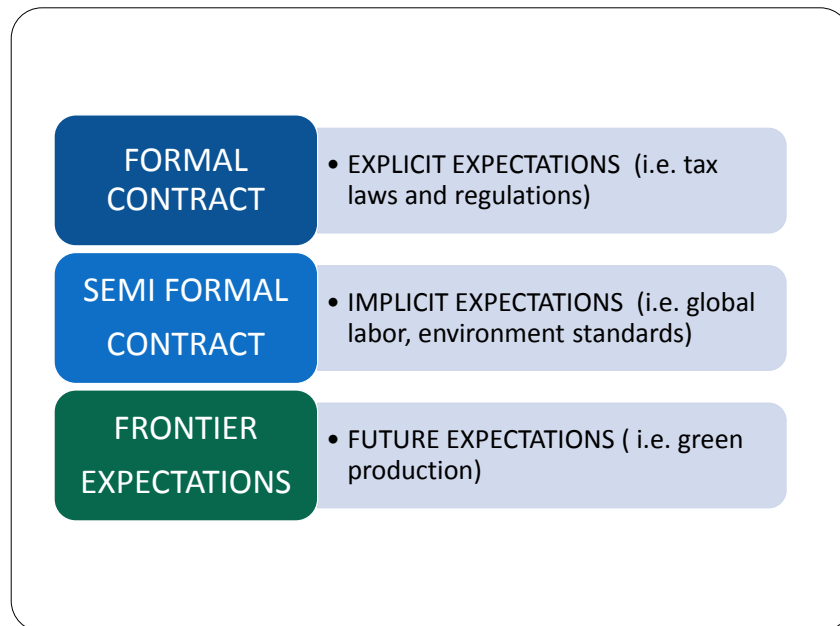 FORMAL
CONTRACT
• EXPLICIT EXPECTATIONS (i.e. tax
laws and regulations)
SEMI FORMAL
CONTRACT
• IMPLICIT EXPECTATIONS (i.e. global
labor, environment standards)
FRONTIER
EXPECTATIONS
• FUTURE EXPECTATIONS ( i.e. green
production)